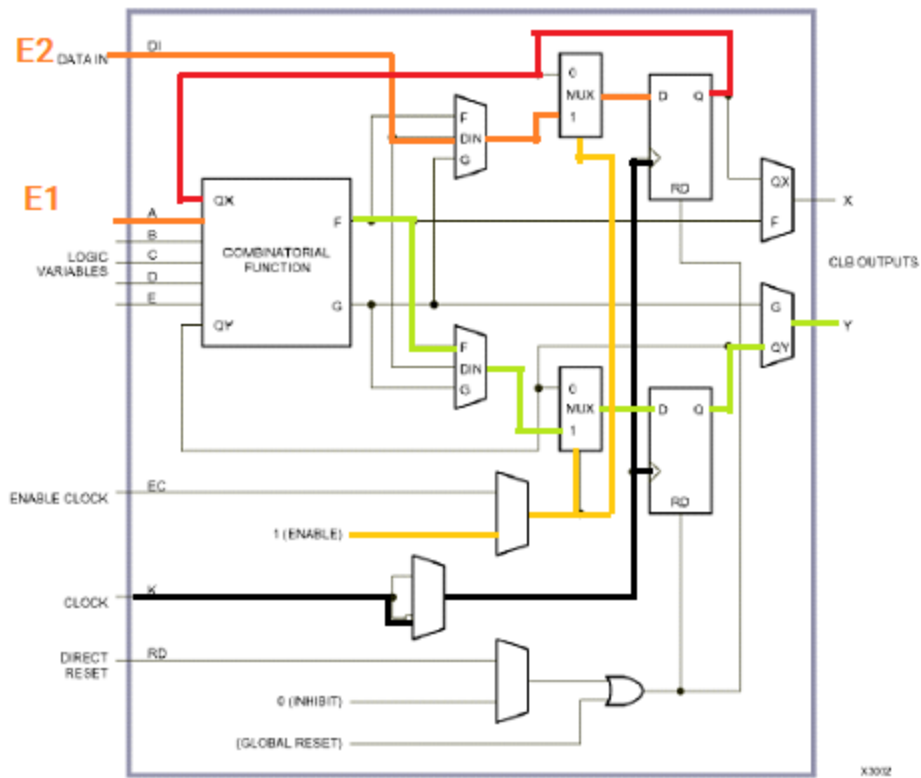 E2
DATA IN
DI
0
MUX
1
D
Q
RD
F
DIN
G
E1
A
B
C
D
E
LOGIC
VARIABLES
QX
QY
COMBINATORIAL
FUNCTION
F
G
QX
F
X
CLB OUTPUTS
G
QY
Y
F
DIN
G
0
MUX
1
D
Q
RD
ENABLE CLOCK
EC
1 (ENABLE)
CLOCK
K
DIRECT
RESET
RD
0 (INHIBIT)
(GLOBAL RESET)
X3002